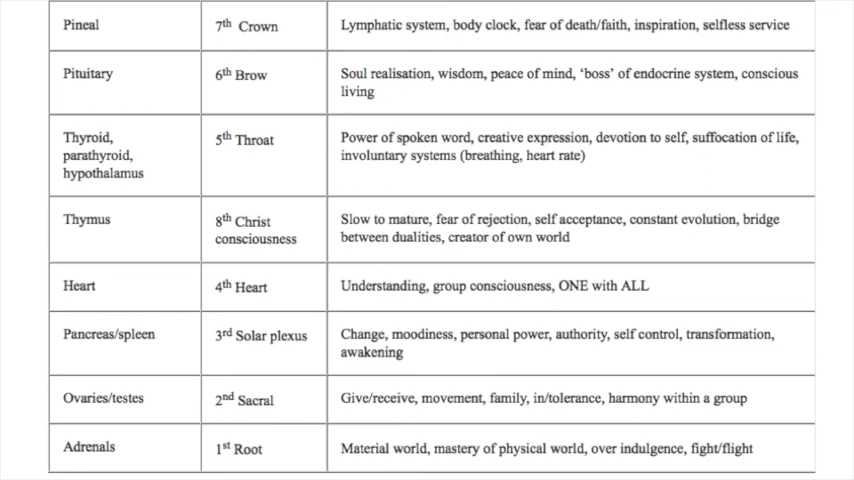 Pineal 7th Crown Lymphatic system, body clock, fear of death/faith, inspiration, selfless service
Pituitary 6th Brow Soul realisation, wisdom, peace of mind, ‘boss’ of endocrine system, conscious
living
Thyroid,
parathyroid,
hypothalamus
5th Throat
Power of spoken word, creative expression, devotion to self, suffocation of life,
involuntary systems (breathing, heart rate)
Thymus
8th Christ
consciousness
Slow to mature, fear of rejection, self acceptance, constant evolution, bridge
between dualities, creator of own world
Heart 4th Heart Understanding, group consciousness, ONE with ALL
Pancreas/spleen 3rd Solar plexus Change, moodiness, personal power, authority, self control, transformation,
awakening
Ovaries/testes 2nd Sacral Give/receive, movement, family, in/tolerance, harmony within a group
Adrenals 1st Root Material world, mastery of physical world, over indulgence, fight/flight